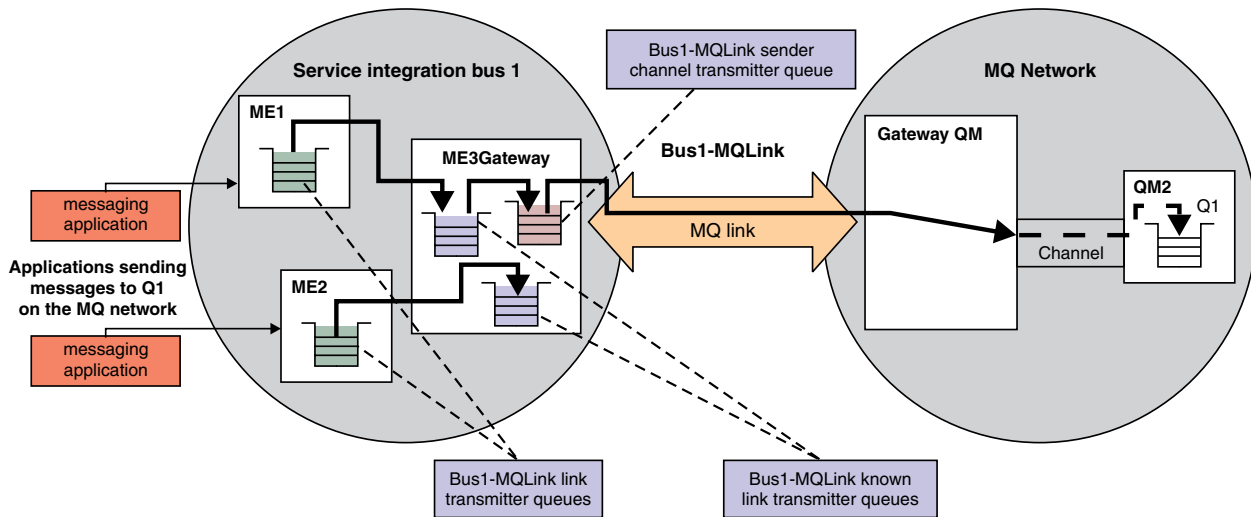 Bus1-MQLink sender
channel transmitter queue
Service integration bus 1
MQ Network
ME1
ME3Gateway
Bus1-MQLink
Gateway QM
QM2
Q1
messaging
application
MQ link
Channel
Applications sending
messages to Q1
on the MQ network
ME2
messaging
application
Bus1-MQLink link
transmitter queues
Bus1-MQLink known
link transmitter queues